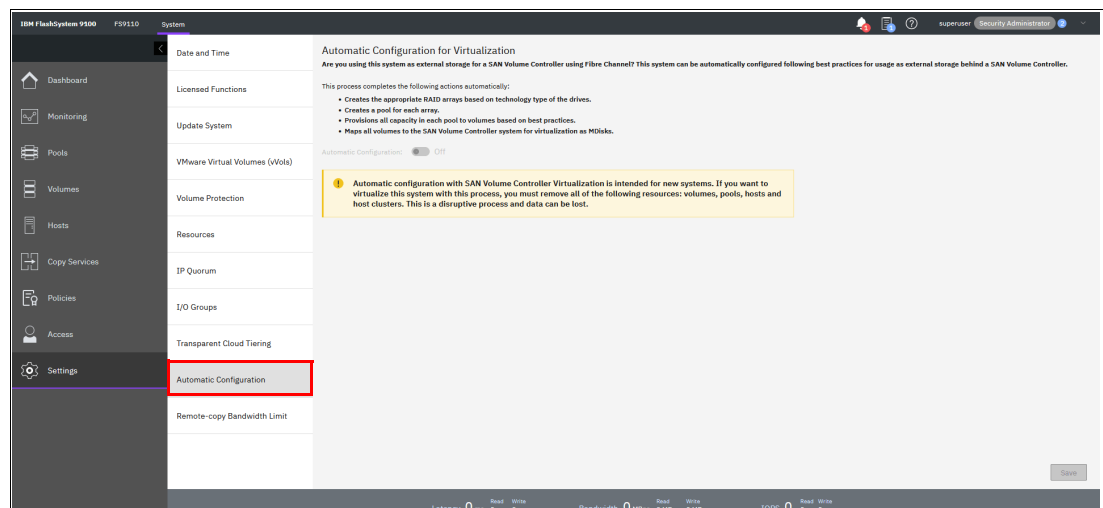 IBM FlashSystem 9100 FS9110 System
superuser Security Administrator 2
Dashboard
Monitoring
Pools
Volumes
Hosts
Copy Services
Policies
Access
Settings
Date and Time
Licensed Functions
Update System
VMware Virtual Volumes (vVols)
Volume Protection
Resources
IP Quorum
I/O Groups
Transparent Cloud Tiering
Automatic Configuration
Remote-copy Bandwidth Limit
Automatic Configuration for Virtualization
Are you using this system as external storage for a SAN Volume Controller using Fibre Channel? This system can be automatically configured following best practices for usage as external storage behind a SAN Volume Controller.
This process completes the following actions automatically:
• Creates the appropriate RAID arrays based on technology type of the drives.
• Creates a pool for each array.
• Provisions all capacity in each pool to volumes based on best practices.
• Maps all volumes to the SAN Volume Controller system for virtualization as MDisks.
Automatic Configuration: Off
Automatic configuration with SAN Volume Controller Virtualization is intended for new systems. If you want to
virtualize this system with this process, you must remove all of the following resources: volumes, pools, hosts and
host clusters. This is a disruptive process and data can be lost.
Save
Latency 0 Read Write
Bandwidth 0 Read Write
IOPS 0 Read Write